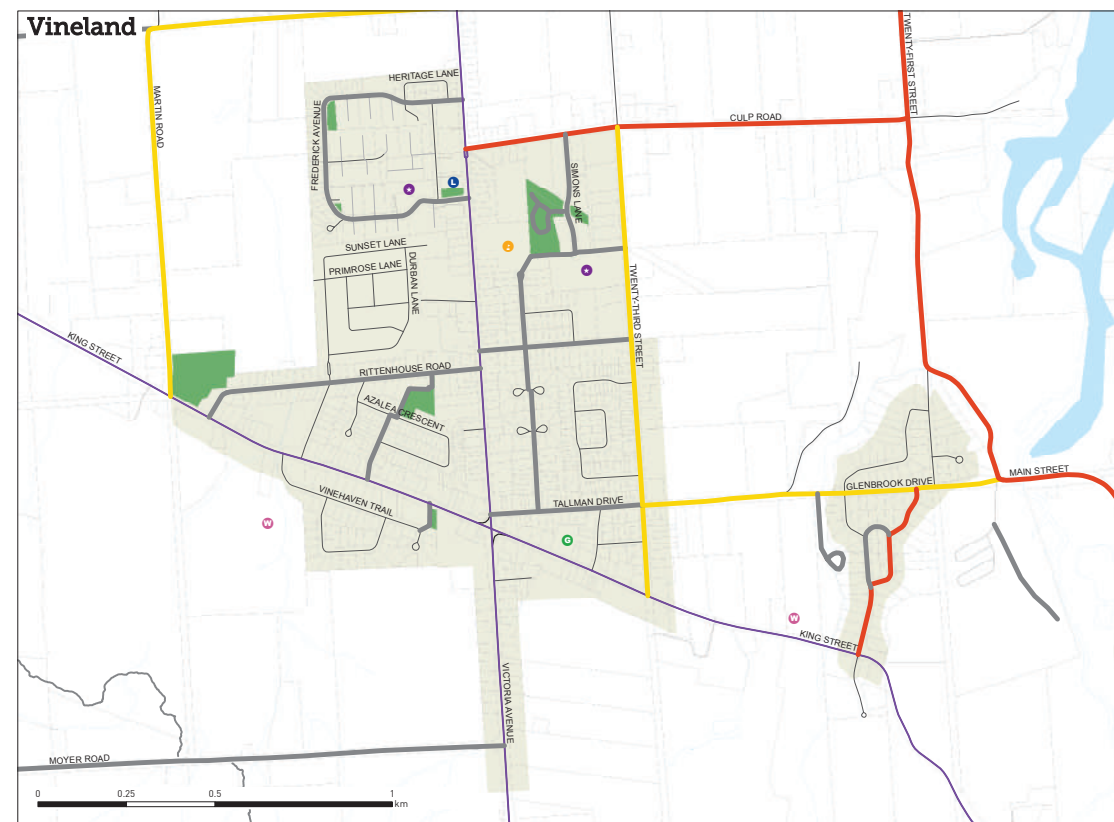 Vineland
TWENTY-FIRST STREET
HERITAGE LANE
MARTIN ROAD
FREDERICK AVENUE
CULP ROAD
SIMONS LANE
L
SUNSET LANE
PRIMROSE LANE
DURBAN LANE
TWENTY-THIRD STREET
KING STREET
RITTENHOUSE ROAD
AZALEA CRESCENT
MAIN STREET
GLENBROOK DRIVE
VINEHAVEN TRAIL
TALLMAN DRIVE
W
G
W
KING STREET
VICTORIA AVENUE
MOYER ROAD
0 0.25 0.5 1
km